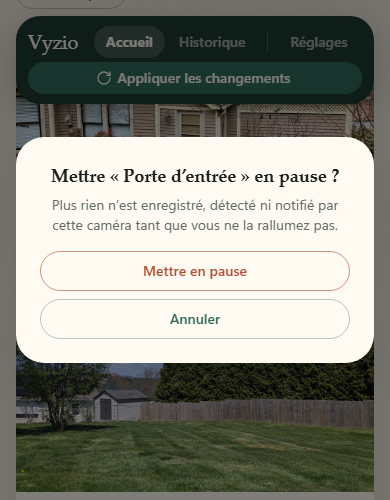 Vyzio
Accueil
Historique
Réglages
Appliquer les changements
Mettre « Porte d’entrée » en pause ?
Plus rien n’est enregistré, détecté ni notifié par
cette caméra tant que vous ne la rallumez pas.
Mettre en pause
Annuler